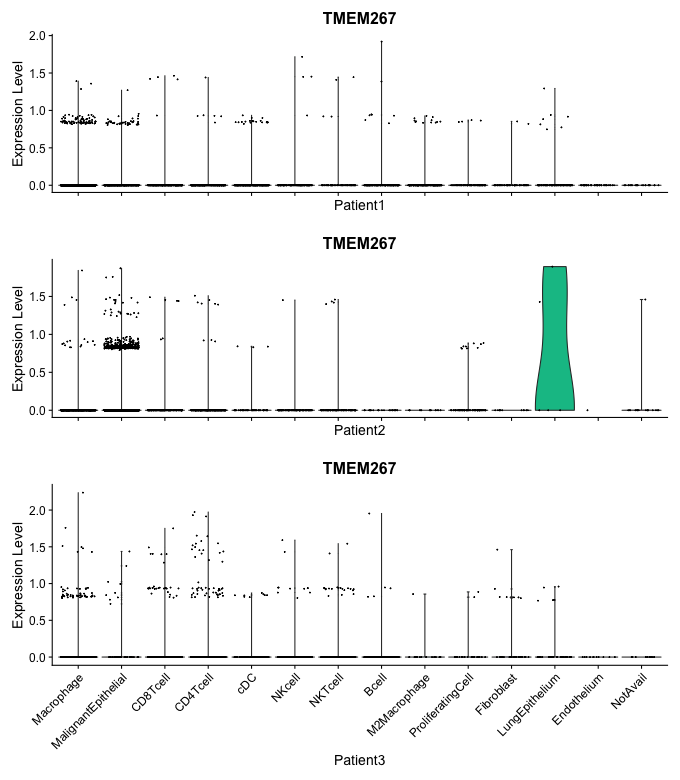 TMEM267
Expression Level
2.0
1.5
1.0
0.5
0.0
Patient1
TMEM267
Expression Level
1.5
1.0
0.5
0.0
Patient2
TMEM267
Expression Level
2.0
1.5
1.0
0.5
0.0
Macrophage
MalignantEpithelial
CD8Tcell
CD4Tcell
cDC
NKcell
NKTcell
Bcell
M2Macrophage
ProliferatingCell
Fibroblast
LungEpithelium
Endothelium
NotAvail
Patient3